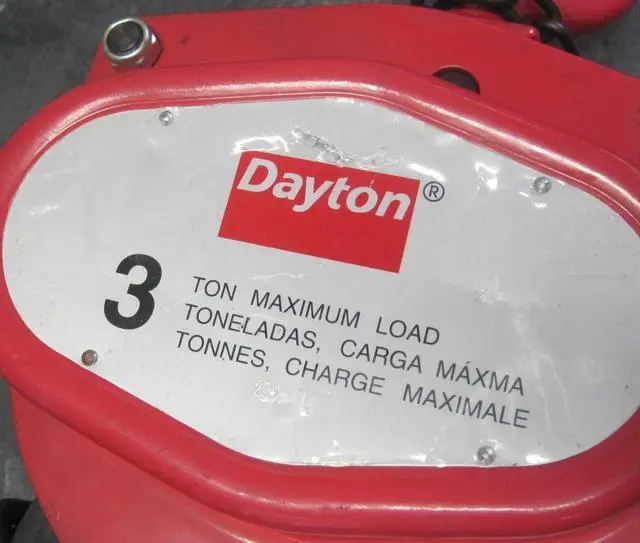 Dayton®
3
TON MAXIMUM LOAD
TONELADAS, CARGA MÁXMA
TONNES, CHARGE MAXIMALE